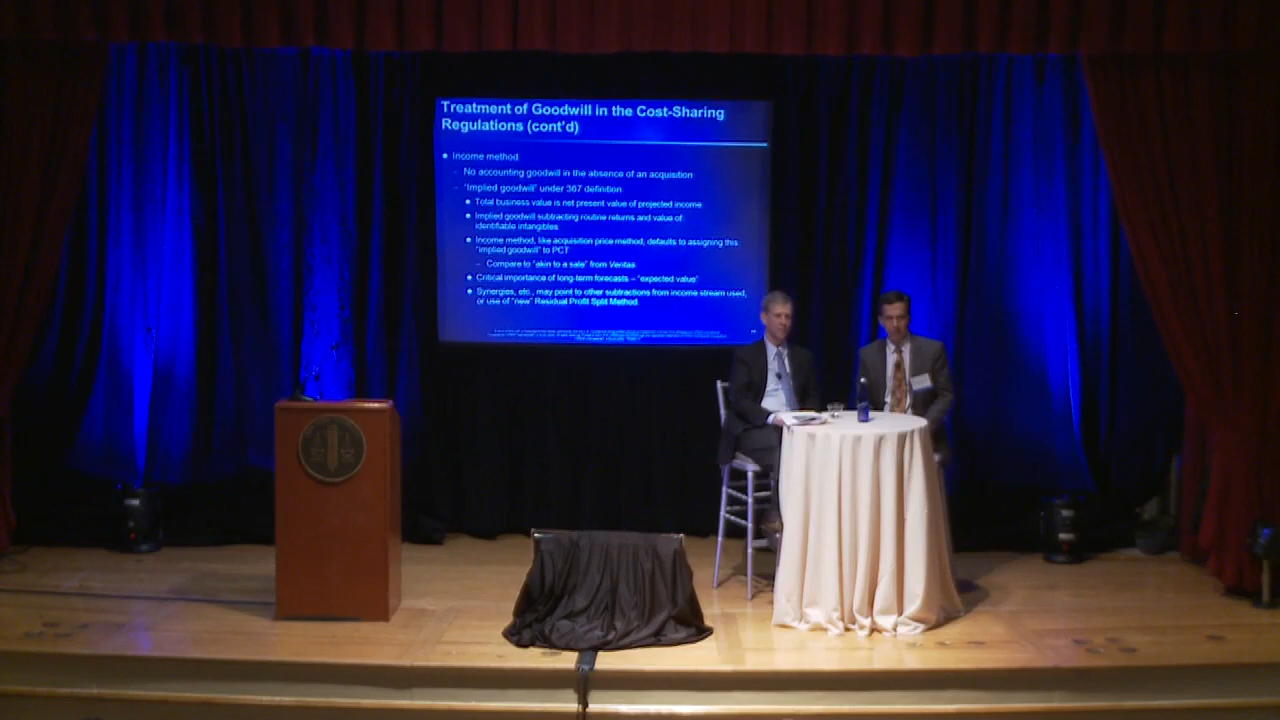 Treatment of Goodwill in the Cost-Sharing
Regulations (cont'd)
Income method
No accounting goodwill in the absence of an acquisition
"Implied goodwill" under 367 definition
Total business value is net present value of projected income
Implied goodwill subtracting routine returns and value of
identifiable intangibles
Income method, like acquisition price method, defaults to assigning this
"implied goodwill" to PCT
Compare to "akin to a sale" from Veritas.
Critical importance of long-term forecasts – "expected value"
Synergies, etc., may point to other subtractions from income stream used,
or use of "new" Residual Profit Split Method.